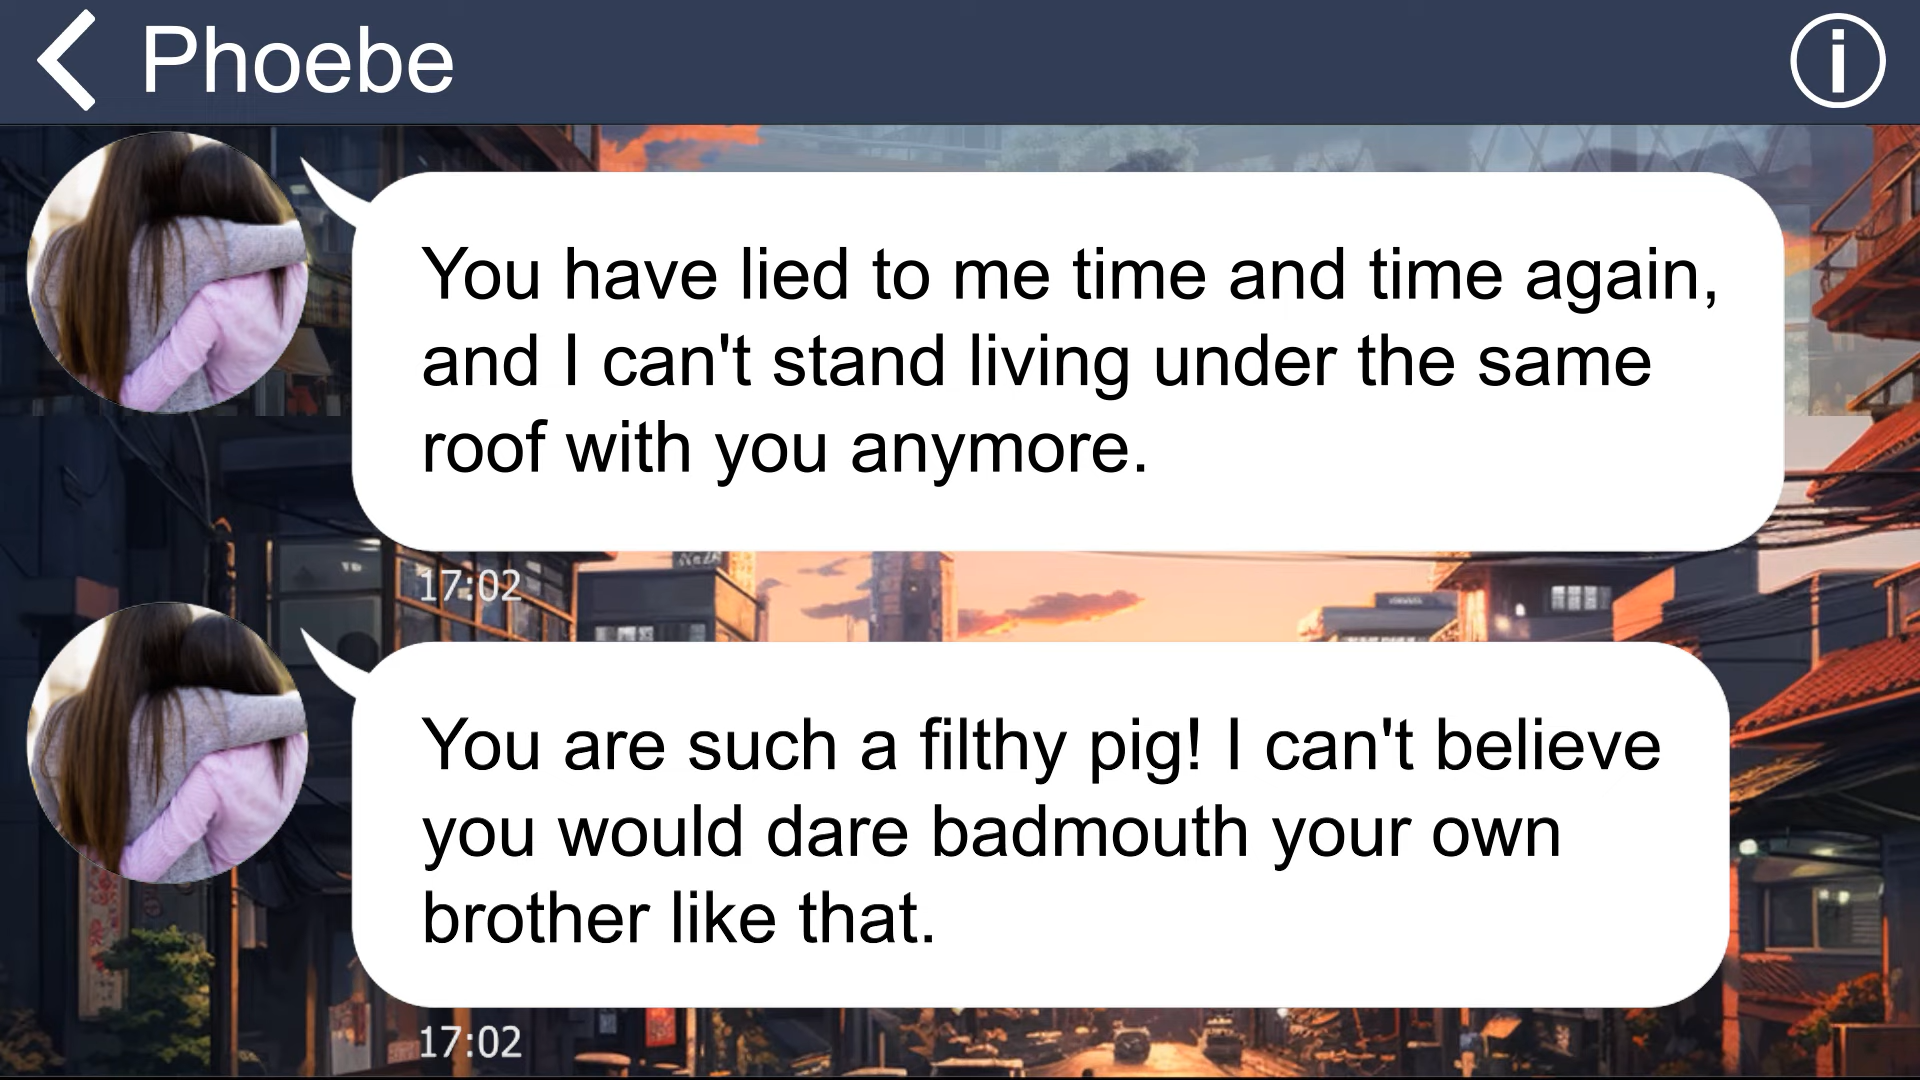 Phoebe
You have lied to me time and time again,
and I can't stand living under the same
roof with you anymore.
17:02
You are such a filthy pig! I can't believe
you would dare badmouth your own
brother like that.
17:02